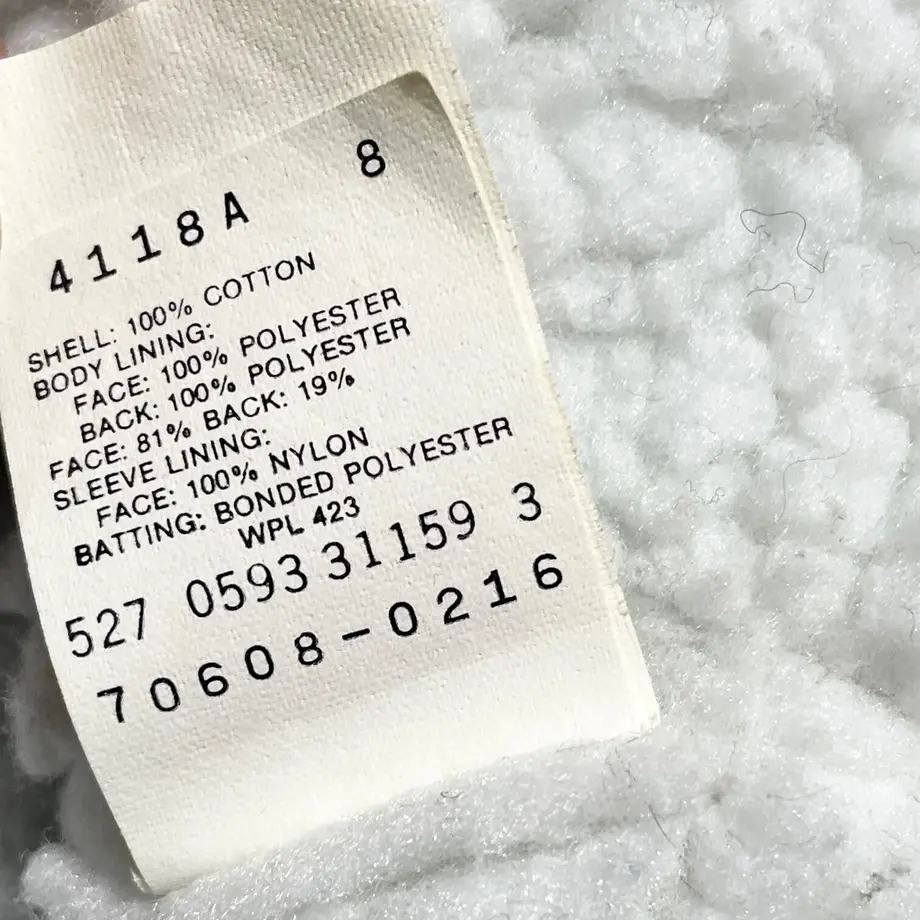 4118A 8
SHELL: 100% COTTON
BODY LINING:
FACE: 100% POLYESTER
BACK: 100% POLYESTER
FACE: 81% BACK: 19%
SLEEVE LINING:
FACE: 100% NYLON
BATTING: BONDED POLYESTER
WPL 423
527 0593 31159 3
70608-0216